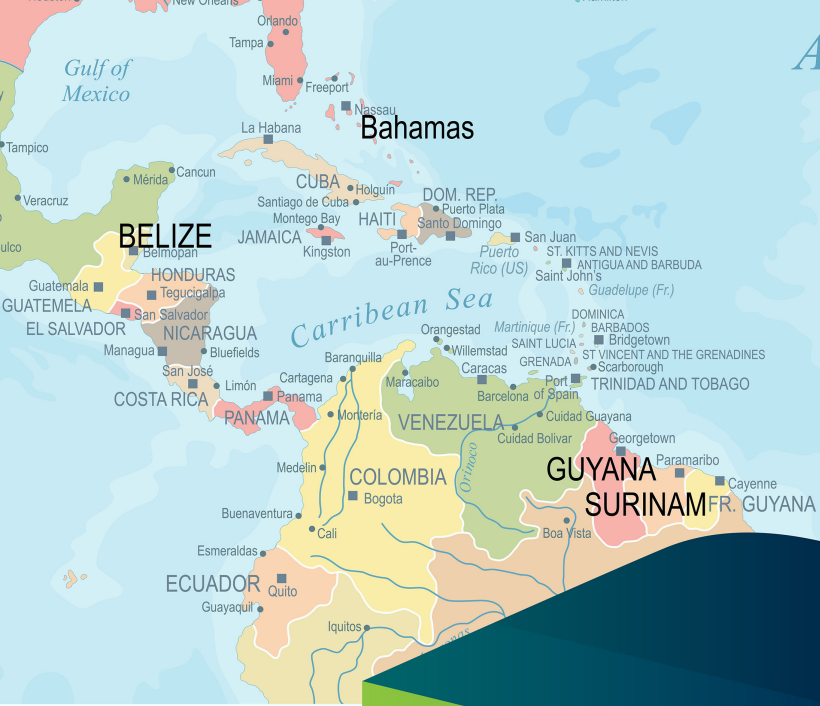 New Orleans
Orlando
Tampa
Miami
Freeport
Gulf of
Mexico
Nassau
Bahamas
La Habana
Tampico
Cancun
Mérida
CUBA
Holguín
Veracruz
Santiago de Cuba
DOM. REP.
Puerto Plata
Montego Bay
HAITI
Santo Domingo
JAMAICA
San Juan
BELIZE
Belmopan
Kingston
Port-
au-Prence
Puerto
Rico (US)
ST. KITTS AND NEVIS
ANTIGUA AND BARBUDA
Saint John's
HONDURAS
Guatemala
Tegucigalpa
Guadelupe (Fr.)
GUATEMELA
San Salvador
Carribean Sea
DOMINICA
EL SALVADOR
NICARAGUA
Orangestad
Martinique (Fr.)
BARBADOS
Bridgetown
Managua
Bluefields
Willemstad
SAINT LUCIA
Baranquilla
ST VINCENT AND THE GRENADINES
San José
Cartagena
Maracaibo
Caracas
GRENADA
Scarborough
Limón
Port
of Spain
TRINIDAD AND TOBAGO
COSTA RICA
Panama
Barcelona
PANAMA
Montería
VENEZUELA
Cuidad Guayana
Cuidad Bolivar
Georgetown
Medelin
COLOMBIA
Orinoco
GUYANA
Paramaribo
Cayenne
Bogota
SURINAM
FR. GUYANA
Buenaventura
Cali
Boa Vista
Esmeraldas
ECUADOR
Quito
Guayaquil
Iquitos